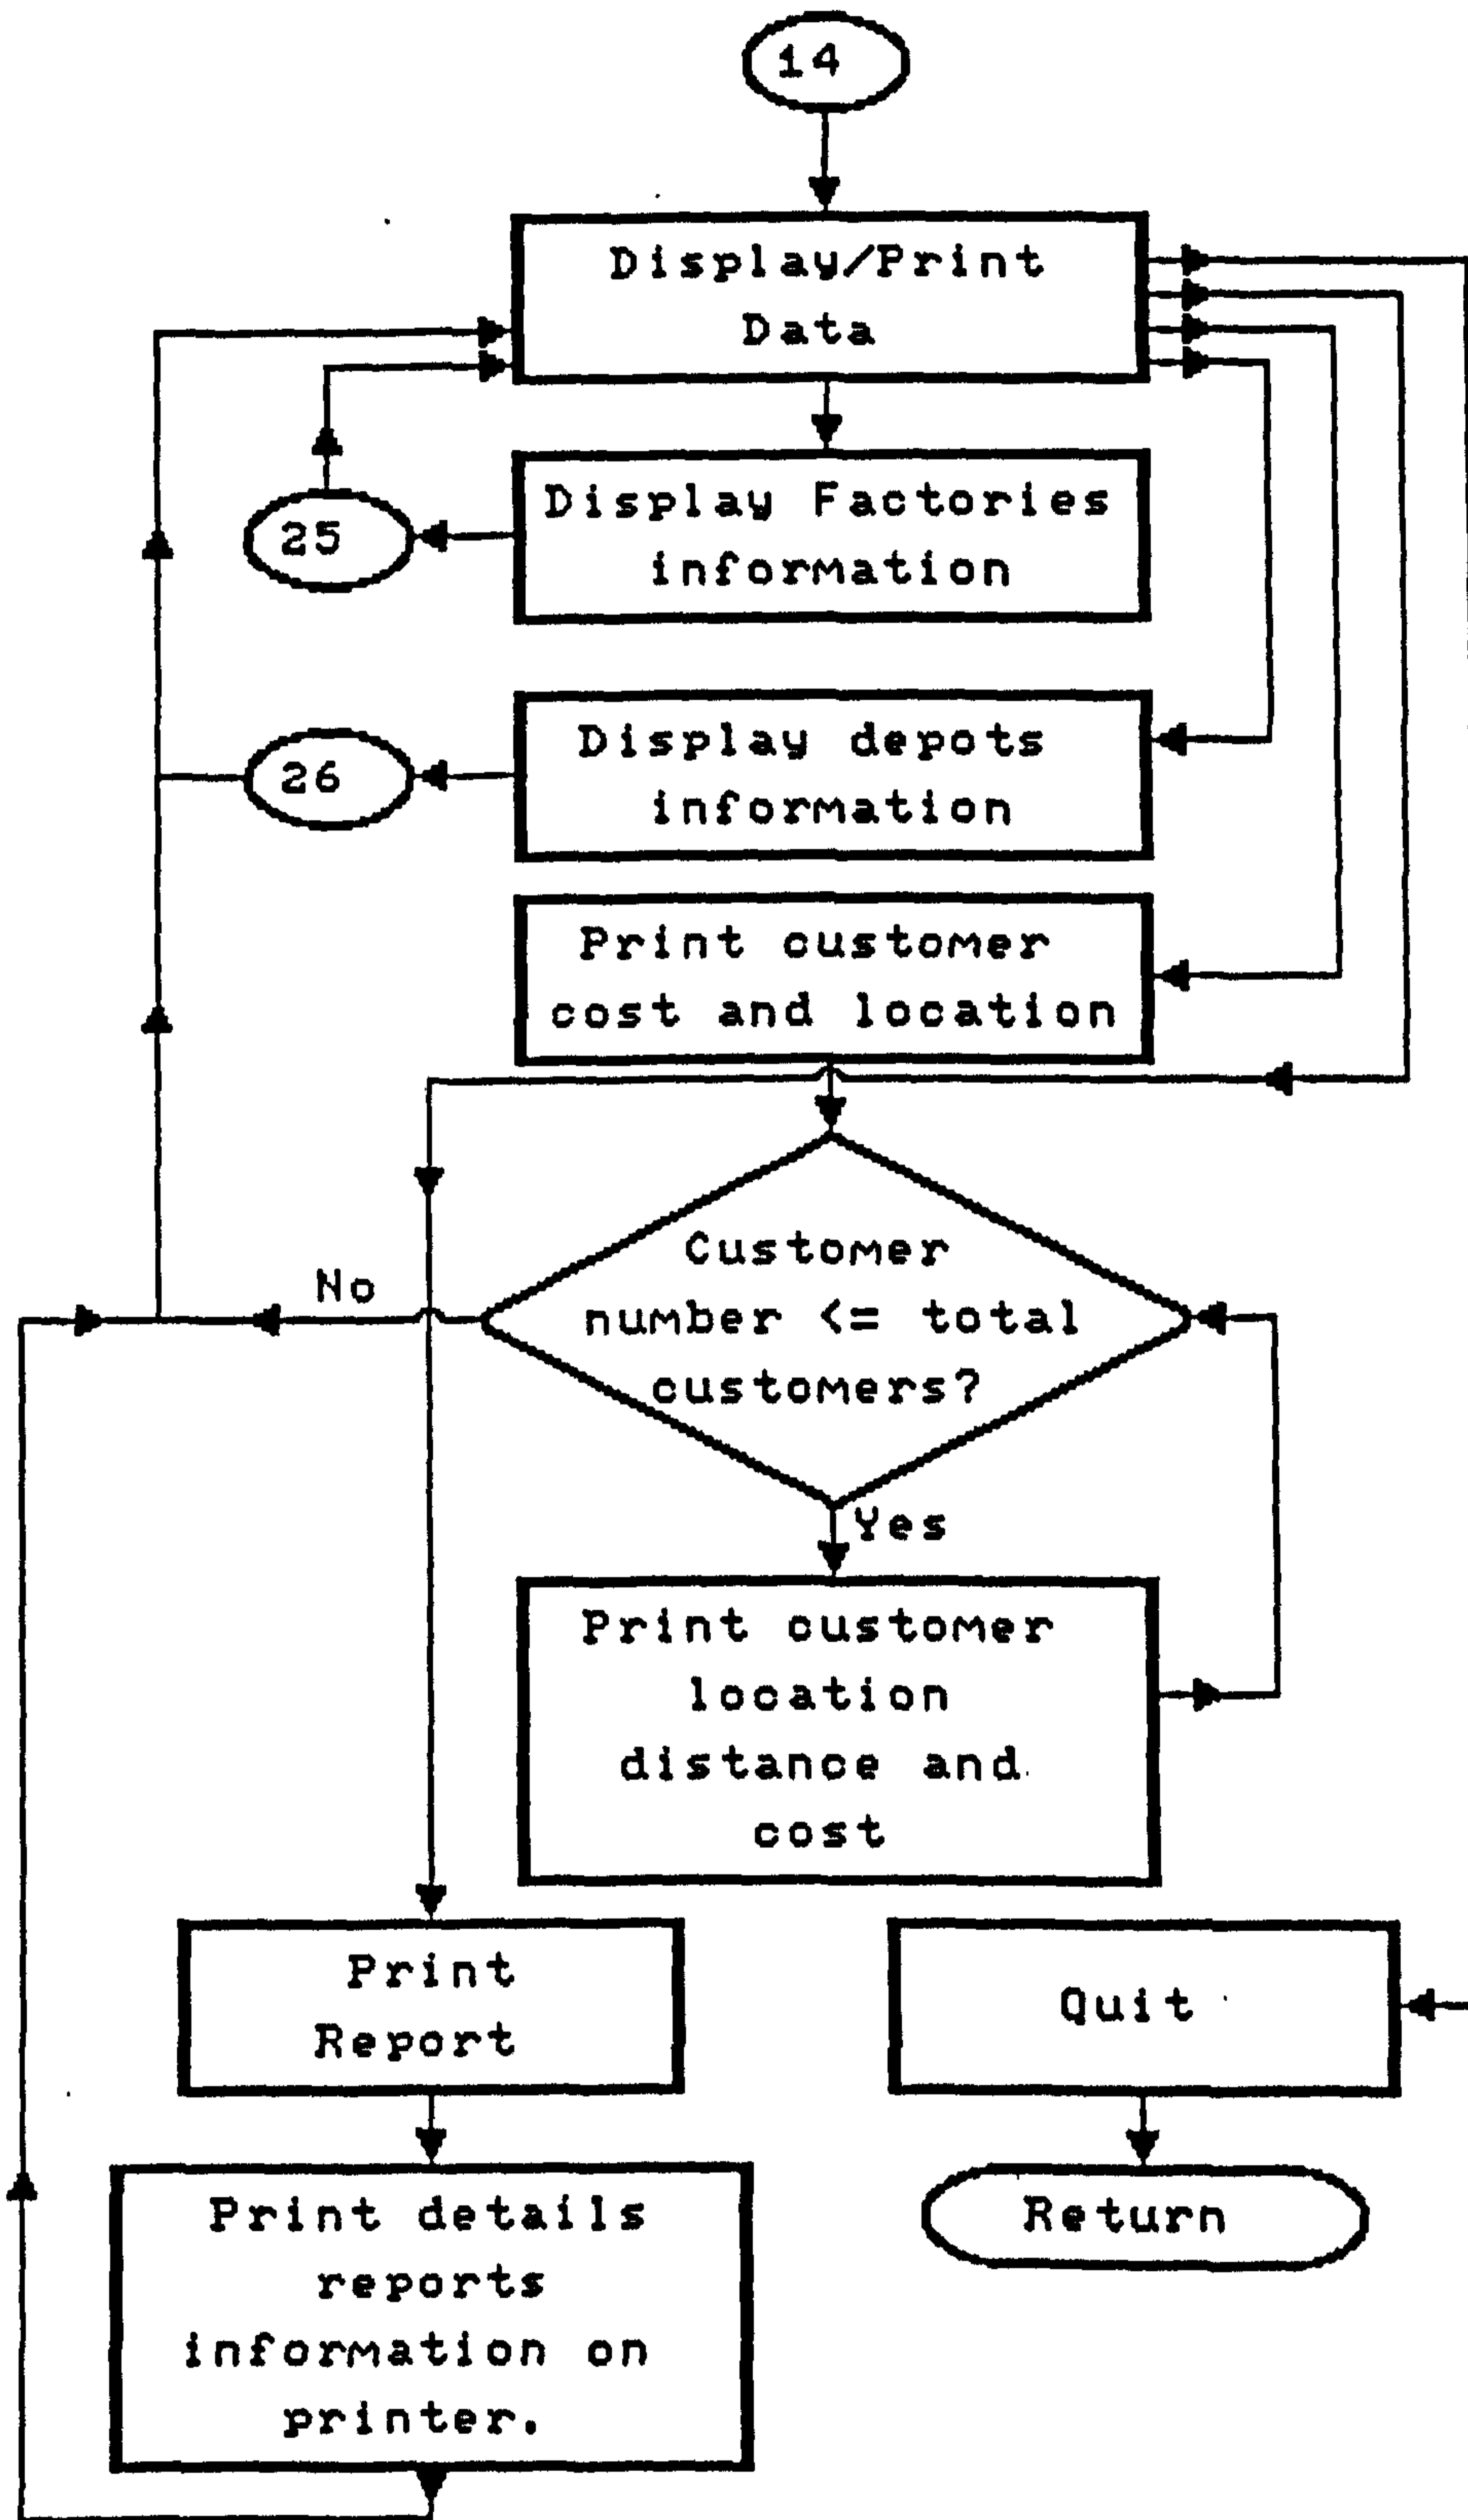 14
Display/Print
Data
Display Factories
information
25
Display depots
information
26
Print customer
cost and location
Customer
number <= total
customers?
No
Yes
Print customer
location
distance and
cost
Print
Report
Quit
Print details
reports
information on
printer.
Return